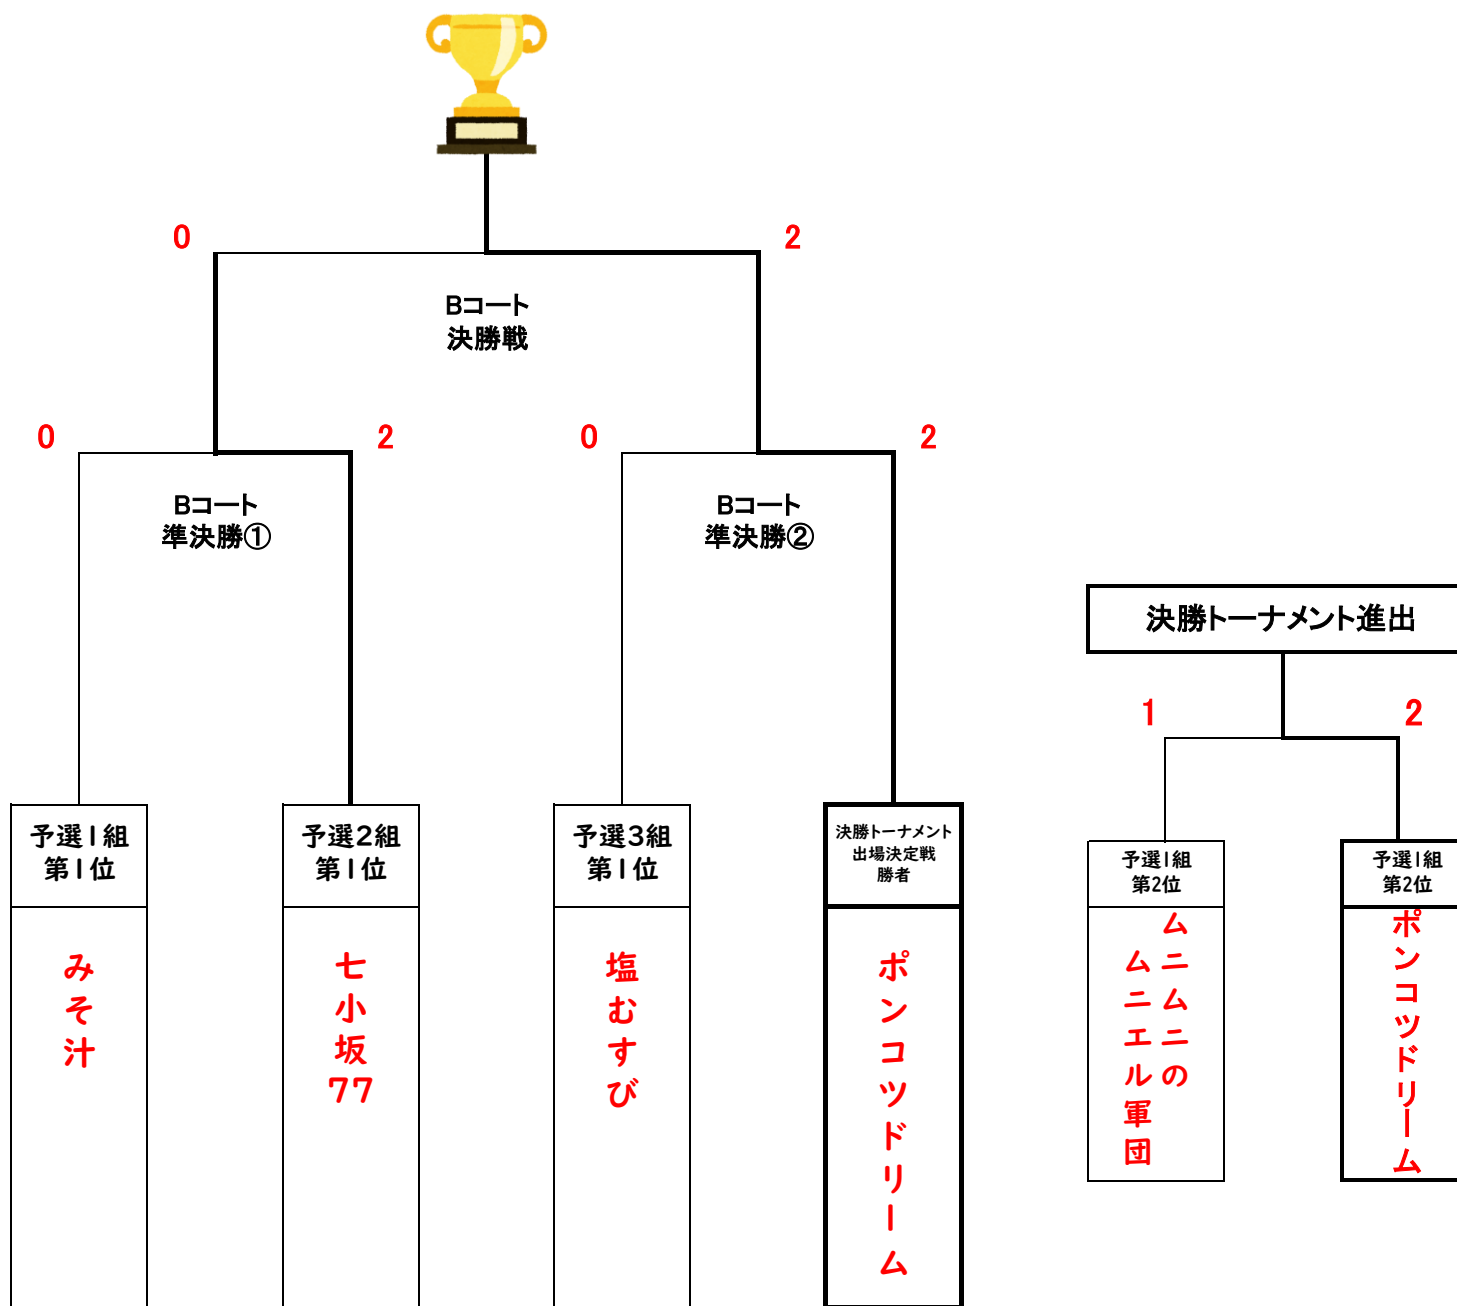 0
2
Bコート
決勝戦
0
2
0
2
Bコート
準決勝①
Bコート
準決勝②
予選1組
第1位
予選2組
第1位
予選3組
第1位
決勝トーナメント
出場決定戦
勝者
みそ汁
七小坂77
塩むすび
ポンコツドリーム
決勝トーナメント進出
1
2
予選1組
第2位
予選1組
第2位
ムニムニの
ムニエル軍団
ポンコツドリーム